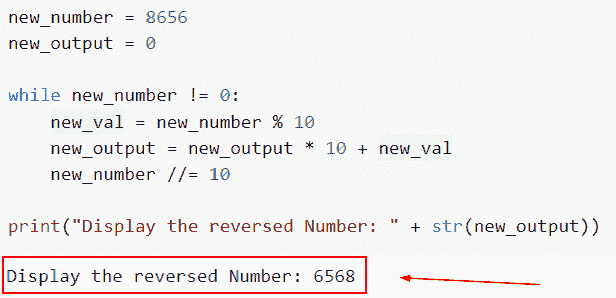 new_number = 8656
new_output = 0
while new_number != 0:
    new_val = new_number % 10
    new_output = new_output * 10 + new_val
    new_number //= 10
print("Display the reversed Number: " + str(new_output))
Display the reversed Number: 6568